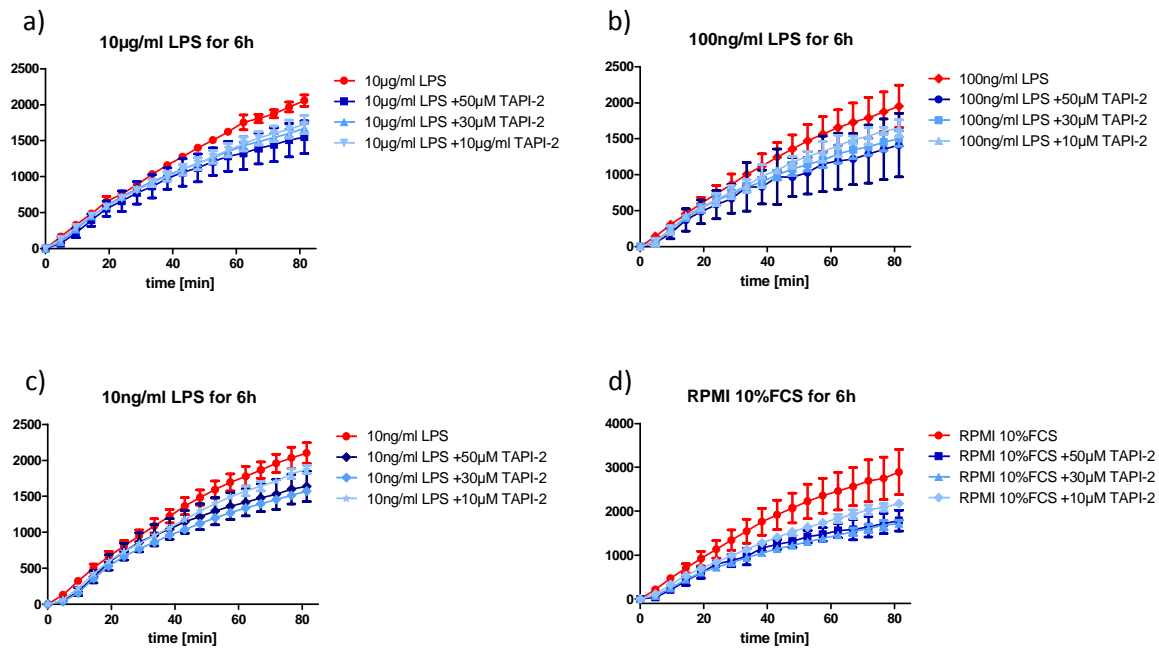 a)
10µg/ml LPS for 6h
2500
2000
1500
1000
500
0
0 20 40 60 80
time [min]
10µg/ml LPS
10µg/ml LPS +50µM TAPI-2
10µg/ml LPS +30µM TAPI-2
10µg/ml LPS +10µg/ml TAPI-2
b)
100ng/ml LPS for 6h
2500
2000
1500
1000
500
0
0 20 40 60 80
time [min]
100ng/ml LPS
100ng/ml LPS +50µM TAPI-2
100ng/ml LPS +30µM TAPI-2
100ng/ml LPS +10µM TAPI-2
c)
10ng/ml LPS for 6h
2500
2000
1500
1000
500
0
0 20 40 60 80
time [min]
10ng/ml LPS
10ng/ml LPS +50µM TAPI-2
10ng/ml LPS +30µM TAPI-2
10ng/ml LPS +10µM TAPI-2
d)
RPMI 10%FCS for 6h
4000
3000
2000
1000
0
0 20 40 60 80
time [min]
RPMI 10%FCS
RPMI 10%FCS +50µM TAPI-2
RPMI 10%FCS +30µM TAPI-2
RPMI 10%FCS +10µM TAPI-2